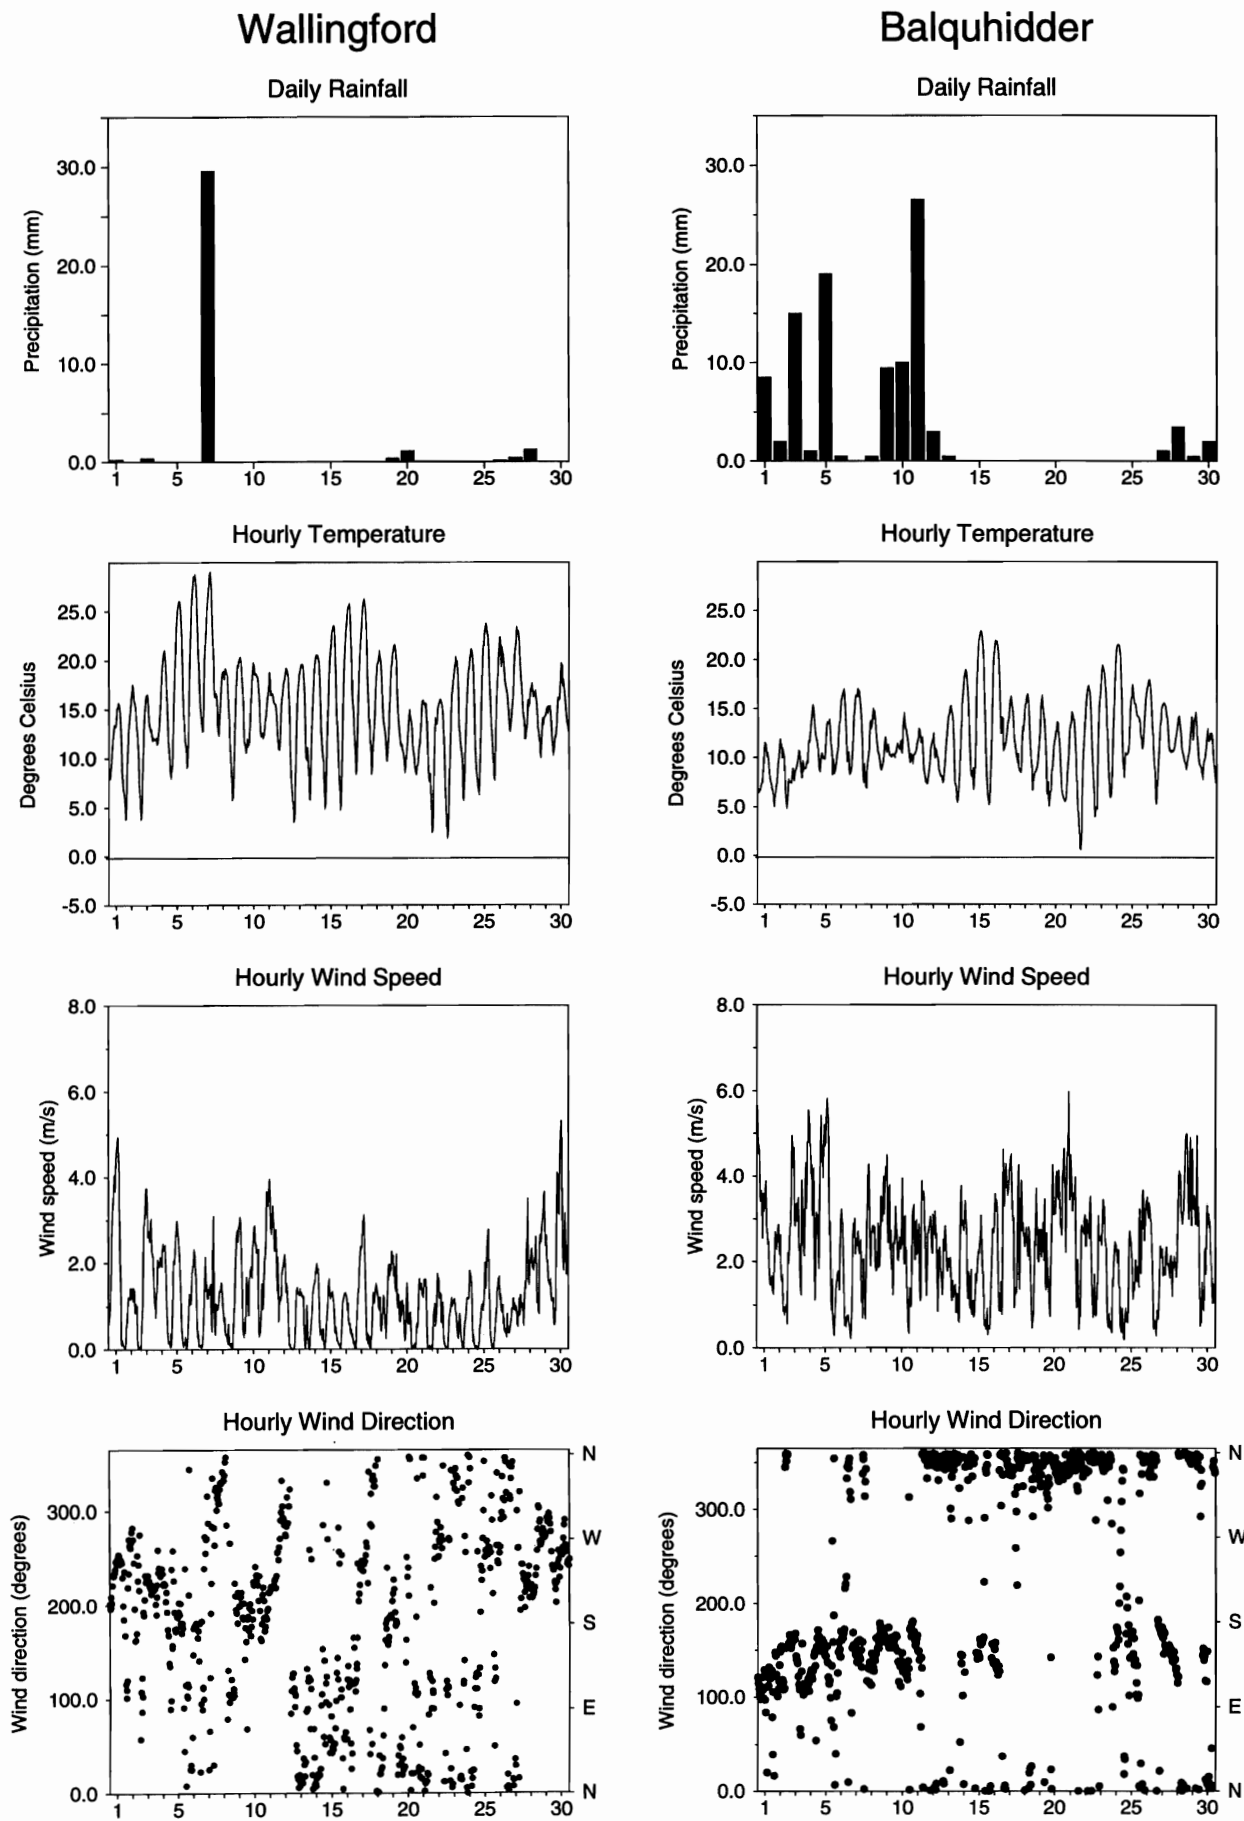 Wallingford
Daily Rainfall
Precipitation (mm)
30.0
20.0
10.0
0.0
1 5 10 15 20 25 30
Hourly Temperature
Degrees Celsius
25.0
20.0
15.0
10.0
5.0
0.0
-5.0
1 5 10 15 20 25 30
Hourly Wind Speed
Wind speed (m/s)
8.0
6.0
4.0
2.0
0.0
1 5 10 15 20 25 30
Hourly Wind Direction
Wind direction (degrees)
300.0
200.0
100.0
0.0
N
W
S
E
N
1 5 10 15 20 25 30
Balquhidder
Daily Rainfall
Precipitation (mm)
30.0
20.0
10.0
0.0
1 5 10 15 20 25 30
Hourly Temperature
Degrees Celsius
25.0
20.0
15.0
10.0
5.0
0.0
-5.0
1 5 10 15 20 25 30
Hourly Wind Speed
Wind speed (m/s)
8.0
6.0
4.0
2.0
0.0
1 5 10 15 20 25 30
Hourly Wind Direction
Wind direction (degrees)
300.0
200.0
100.0
0.0
N
W
S
E
N
1 5 10 15 20 25 30